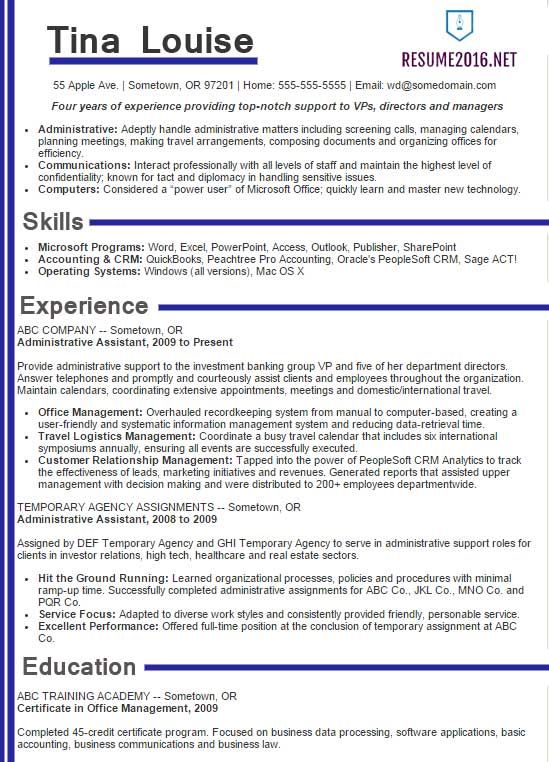 Tina Louise
RESUME2016.NET
55 Apple Ave. | Sometown, OR 97201 | Home: 555-555-5555 | Email: wd@somedomain.com
Four years of experience providing top-notch support to VPs, directors and managers
• Administrative: Adeptly handle administrative matters including screening calls, managing calendars,
planning meetings, making travel arrangements, composing documents and organizing offices for
efficiency.
• Communications: Interact professionally with all levels of staff and maintain the highest level of
confidentiality; known for tact and diplomacy in handling sensitive issues.
• Computers: Considered a “power user” of Microsoft Office; quickly learn and master new technology.
Skills
• Microsoft Programs: Word, Excel, PowerPoint, Access, Outlook, Publisher, SharePoint
• Accounting & CRM: QuickBooks, Peachtree Pro Accounting, Oracle's PeopleSoft CRM, Sage ACT!
• Operating Systems: Windows (all versions), Mac OS X
Experience
ABC COMPANY -- Sometown, OR
Administrative Assistant, 2009 to Present
Provide administrative support to the investment banking group VP and five of her department directors.
Answer telephones and promptly and courteously assist clients and employees throughout the organization.
Maintain calendars, coordinating extensive appointments, meetings and domestic/international travel.
• Office Management: Overhauled recordkeeping system from manual to computer-based, creating a
user-friendly and systematic information management system and reducing data-retrieval time.
• Travel Logistics Management: Coordinate a busy travel calendar that includes six international
symposiums annually, ensuring all events are successfully executed.
• Customer Relationship Management: Tapped into the power of PeopleSoft CRM Analytics to track
the effectiveness of leads, marketing initiatives and revenues. Generated reports that assisted upper
management with decision making and were distributed to 200+ employees departmentwide.
TEMPORARY AGENCY ASSIGNMENTS -- Sometown, OR
Administrative Assistant, 2008 to 2009
Assigned by DEF Temporary Agency and GHI Temporary Agency to serve in administrative support roles for
clients in investor relations, high tech, healthcare and real estate sectors.
• Hit the Ground Running: Learned organizational processes, policies and procedures with minimal
ramp-up time. Successfully completed administrative assignments for ABC Co., JKL Co., MNO Co. and
PQR Co.
• Service Focus: Adapted to diverse work styles and consistently provided friendly, personable service.
• Excellent Performance: Offered full-time position at the conclusion of temporary assignment at ABC
Co.
Education
ABC TRAINING ACADEMY -- Sometown, OR
Certificate in Office Management, 2009
Completed 45-credit certificate program. Focused on business data processing, software applications, basic
accounting, business communications and business law.